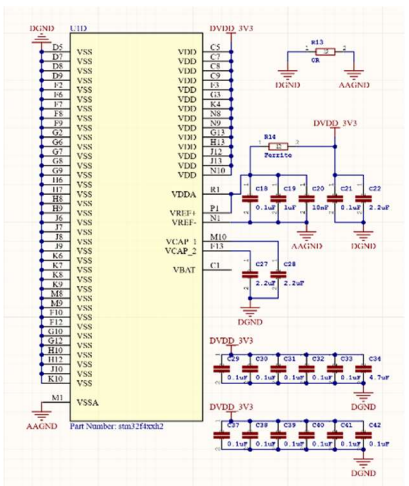 DGND
U1D
DVDD_3V3
D5 VSS VDD C5
D7 VSS VDD C7
D8 VSS VDD C8
D9 VSS VDD C9
F2 VSS VDD F3
F6 VSS VDD G3
F7 VSS VDD K4
F8 VSS VDD N8
F9 VSS VDD N9
G2 VSS VDD G13
G6 VSS VDD H13
G7 VSS VDD J12
G8 VSS VDD J13
G9 VSS VDD N10
H6 VSS
H7 VSS VDDA R1
H8 VSS
H9 VSS VREF+ P1
J6 VSS VREF- N1
J7 VSS
J8 VSS VCAP_1 M10
J9 VSS VCAP_2 F13
K6 VSS
K7 VSS VBAT C1
K8 VSS
K9 VSS
M8 VSS
M9 VSS
F10 VSS
F12 VSS
G10 VSS
G12 VSS
H10 VSS
H12 VSS
J10 VSS
K10 VSS
M1 VSSA
AAGND
Part Number: stm32f4xxh2
R13
1 2
0R
DGND AAGND
DVDD_3V3
R14
Ferrite
C18 C19 C20 C21 C22
0.1uF 1uF 10nF 0.1uF 2.2uF
AAGND DGND
C27 C28
2.2uF 2.2uF
DGND
DVDD_3V3
C29 C30 C31 C32 C33 C34
0.1uF 0.1uF 0.1uF 0.1uF 0.1uF 4.7uF
DGND
DVDD_3V3
C37 C38 C39 C40 C41 C42
0.1uF 0.1uF 0.1uF 0.1uF 0.1uF 0.1uF
DGND